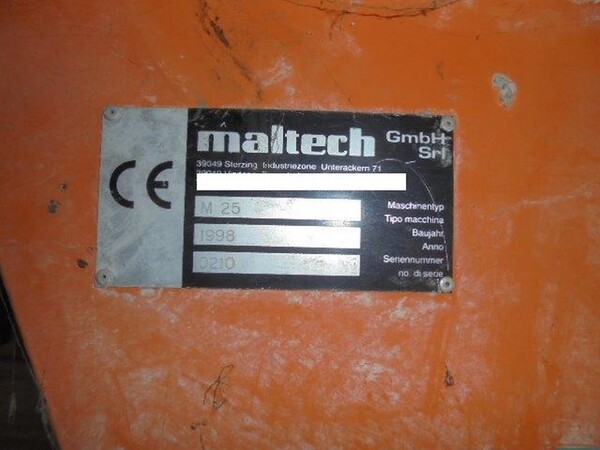 CE
maltech GmbH
Srl
39049 Sterzing Industriezone Unterackern 71
M 25
Maschinentyp
Tipo macchina
1998
Baujahr
Anno
0210
Seriennummer
no. di serie